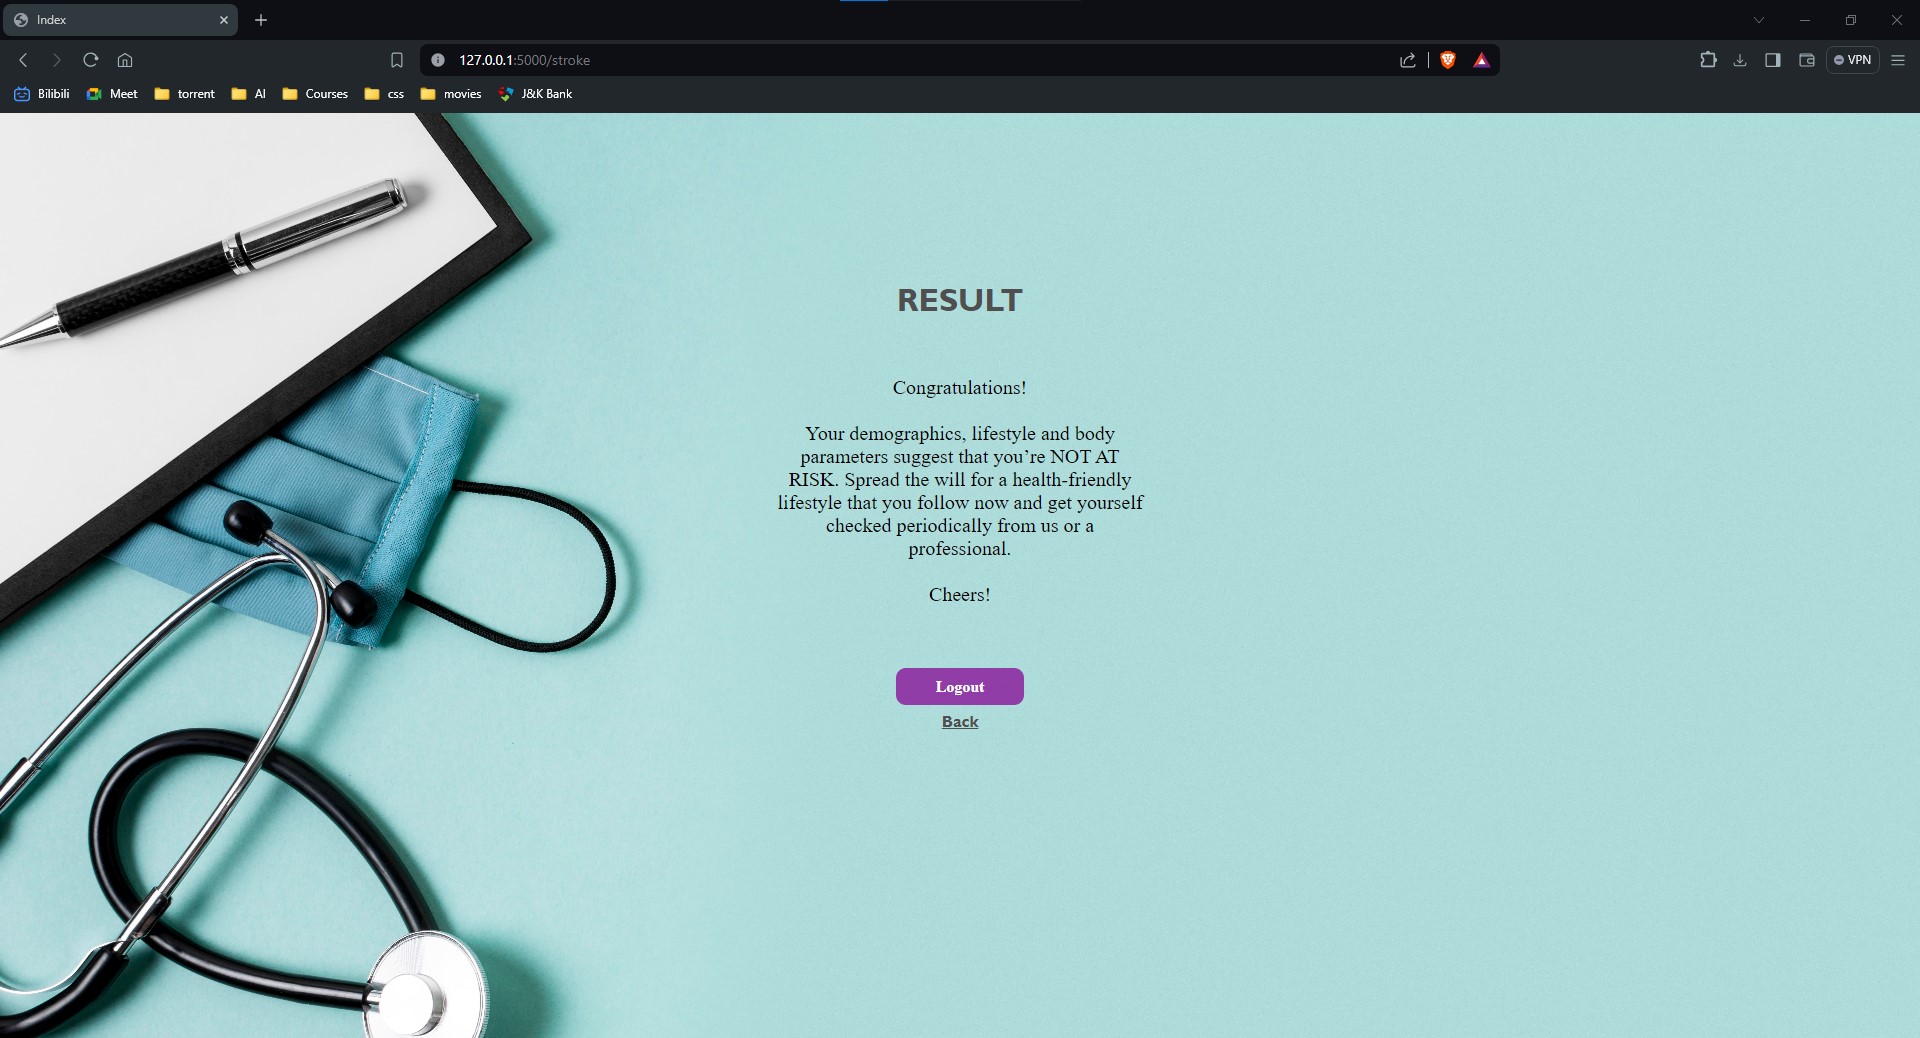 Index
127.0.0.1:5000/stroke
VPN
Bilibili
Meet
torrent
AI
Courses
css
movies
J&K Bank
RESULT
Congratulations!
Your demographics, lifestyle and body
parameters suggest that you’re NOT AT
RISK. Spread the will for a health-friendly
lifestyle that you follow now and get yourself
checked periodically from us or a
professional.
Cheers!
Logout
Back